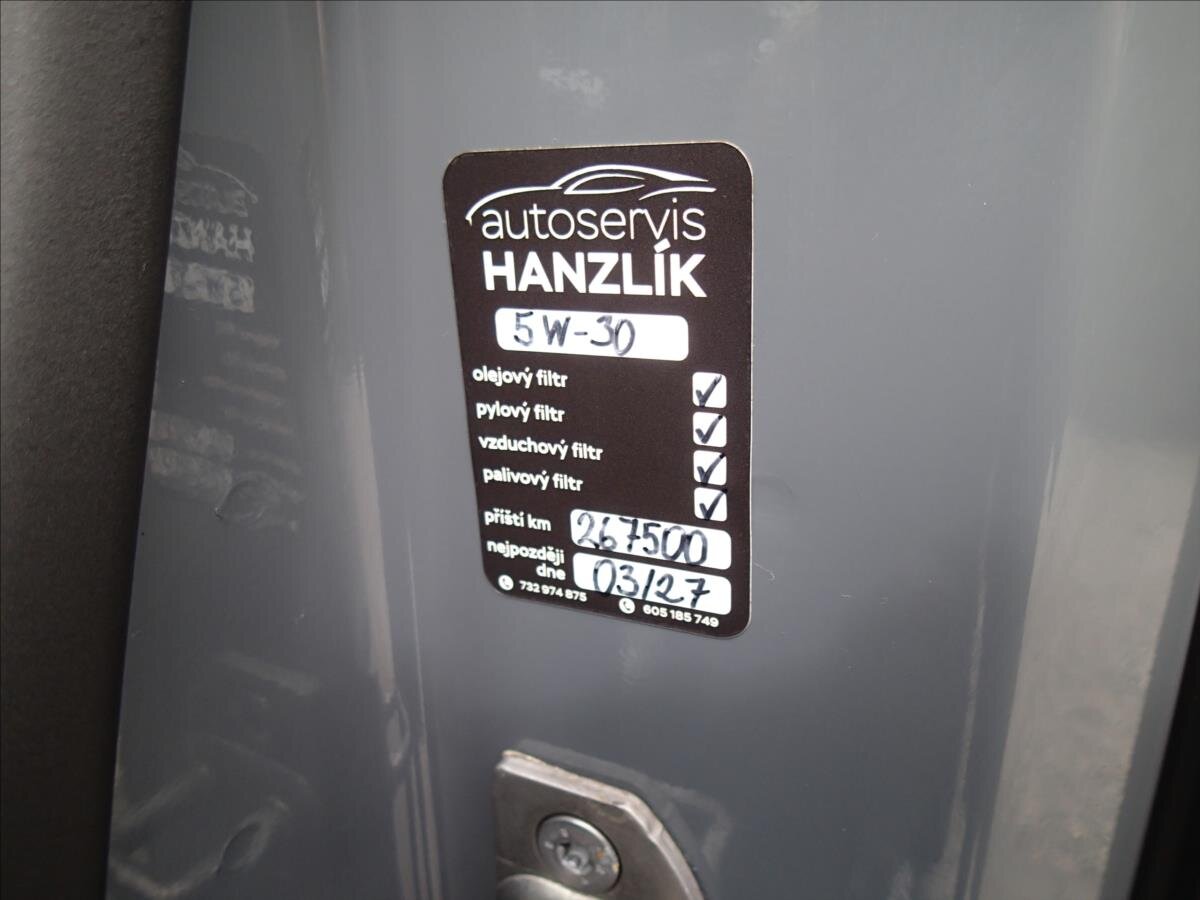 autoservis
HANZLÍK
5W-30
olejový filtr ✓
pylový filtr ✓
vzduchový filtr ✓
palivový filtr ✓
příští km 267500
nejpozději
dne 03/27
732 974 875 605 185 749